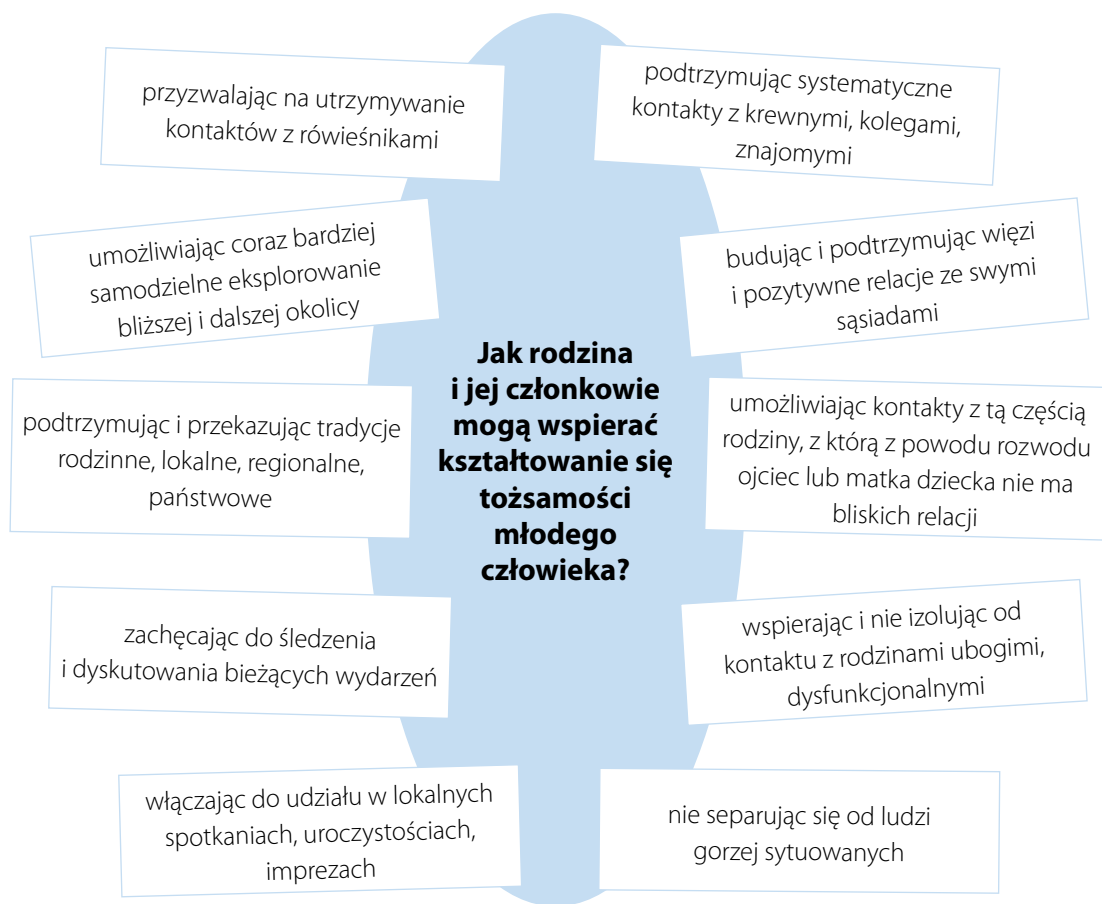 przyzwalając na utrzymywanie
kontaktów z rówieśnikami
podtrzymując systematyczne
kontakty z krewnymi, kolegami,
znajomymi
umożliwiając coraz bardziej
samodzielne eksplorowanie
bliższej i dalszej okolicy
budując i podtrzymując więzi
i pozytywne relacje ze swymi
sąsiadami
Jak rodzina
i jej członkowie
mogą wspierać
kształtowanie się
tożsamości
młodego
człowieka?
podtrzymując i przekazując tradycje
rodzinne, lokalne, regionalne,
państwowe
umożliwiając kontakty z tą częścią
rodziny, z którą z powodu rozwodu
ojciec lub matka dziecka nie ma
bliskich relacji
zachęcając do śledzenia
i dyskutowania bieżących wydarzeń
wspierając i nie izolując od
kontaktu z rodzinami ubogimi,
dysfunkcjonalnymi
włączając do udziału w lokalnych
spotkaniach, uroczystościach,
imprezach
nie separując się od ludzi
gorzej sytuowanych